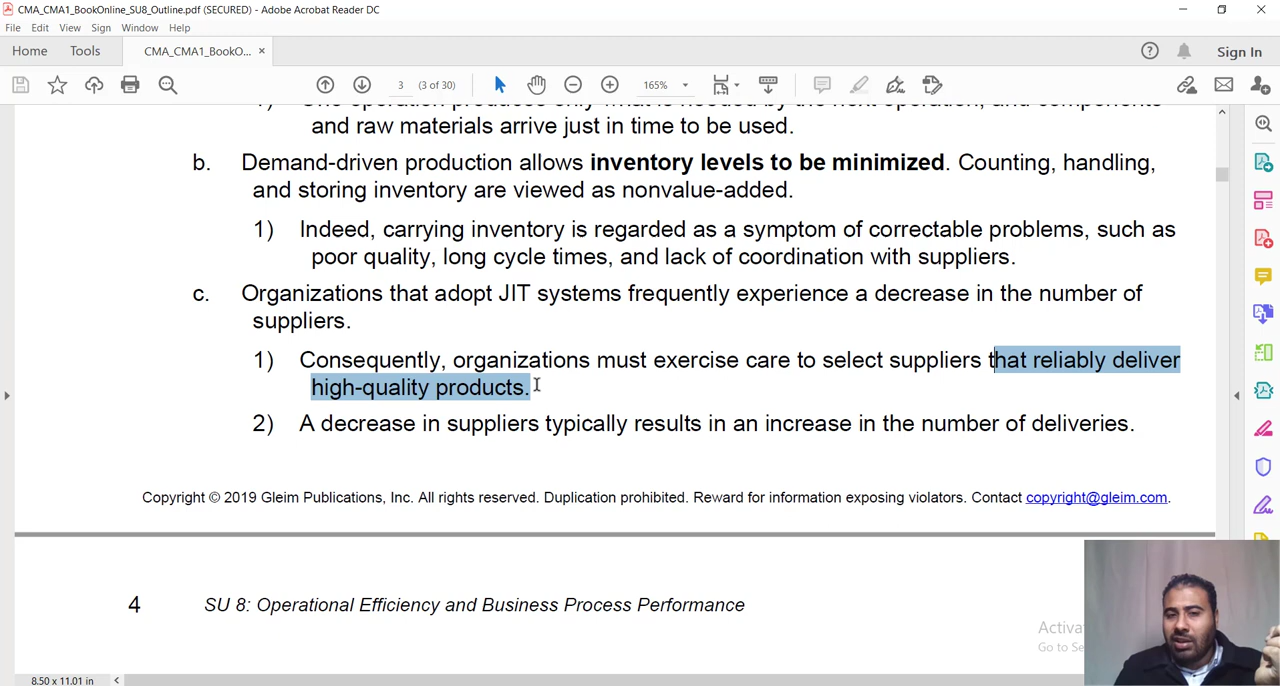 CMA_CMA1_BookOnline_SU8_Outline.pdf (SECURED) - Adobe Acrobat Reader DC
File Edit View Sign Window Help
Home Tools CMA_CMA1_BookO... × Sign In
3 (3 of 30) 165%
and raw materials arrive just in time to be used.
b. Demand-driven production allows inventory levels to be minimized. Counting, handling,
and storing inventory are viewed as nonvalue-added.
1) Indeed, carrying inventory is regarded as a symptom of correctable problems, such as
poor quality, long cycle times, and lack of coordination with suppliers.
c. Organizations that adopt JIT systems frequently experience a decrease in the number of
suppliers.
1) Consequently, organizations must exercise care to select suppliers that reliably deliver
high-quality products.
2) A decrease in suppliers typically results in an increase in the number of deliveries.
Copyright © 2019 Gleim Publications, Inc. All rights reserved. Duplication prohibited. Reward for information exposing violators. Contact copyright@gleim.com.
4 SU 8: Operational Efficiency and Business Process Performance
Go to
8.50 x 11.01 in